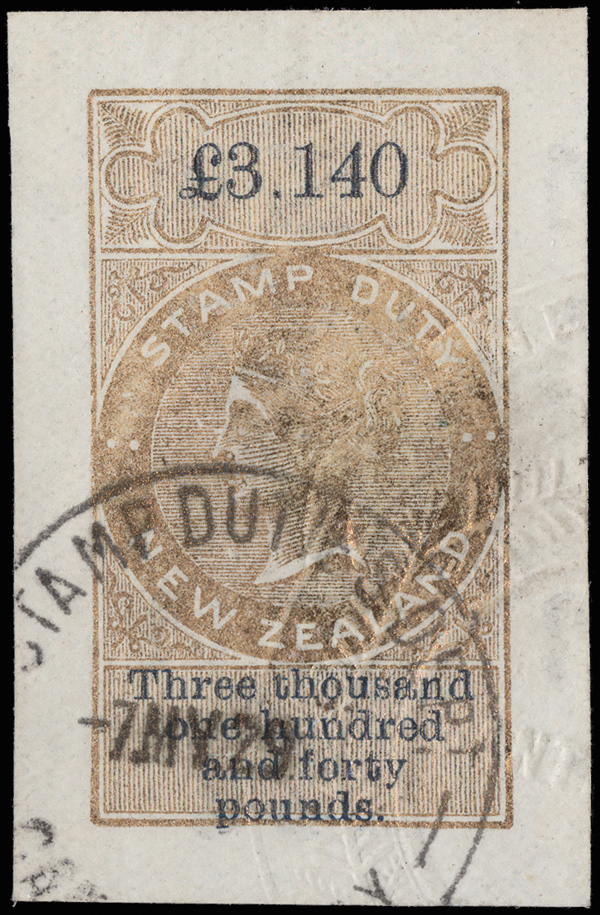 £3.140
STAMP DUTY
NEW ZEALAND
STAMP DUTY
Three thousand
one hundred
and forty
pounds.